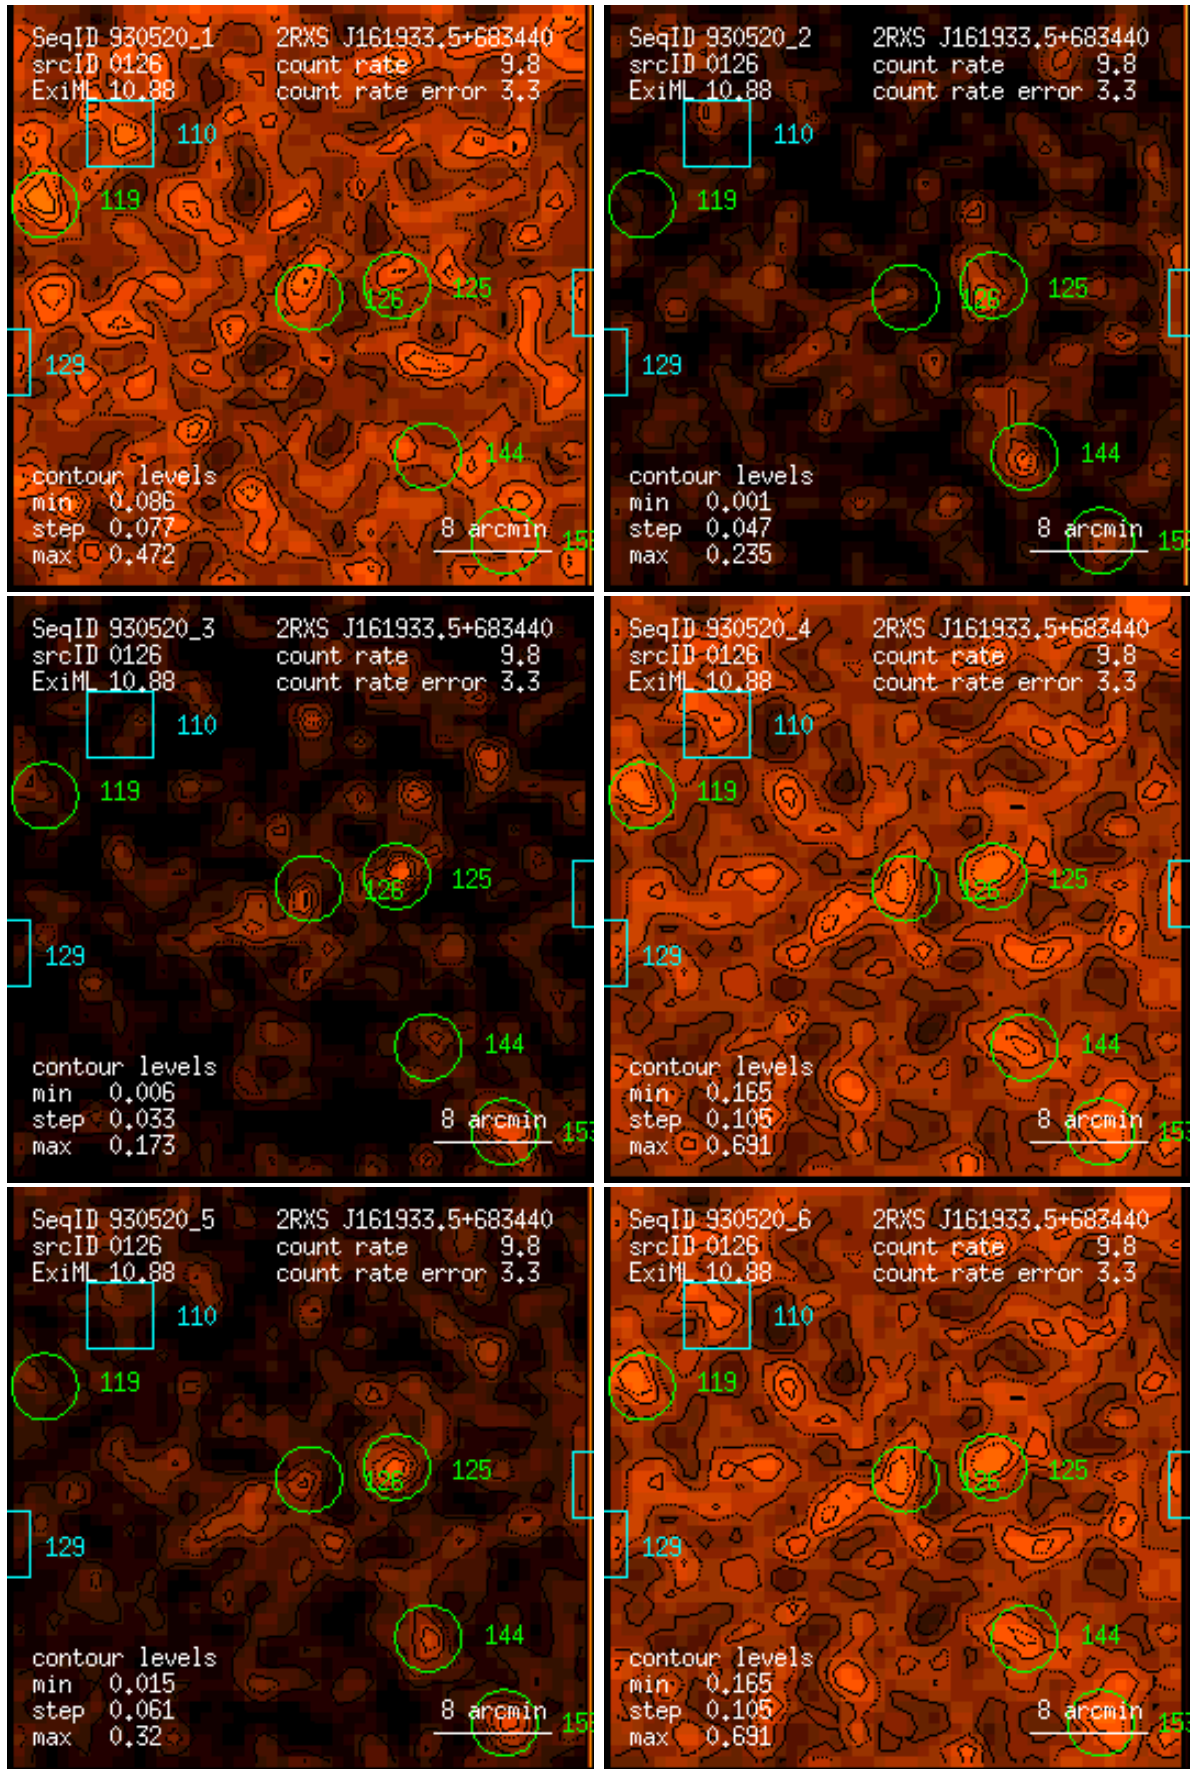 SeqID 930520_1 2RXS J161933.5+683440
srcID 0126 count rate 9.8
ExiML 10.88 count rate error 3.3
110
119
126 125
129
144
contour levels
min 0.086
step 0.077 8 arcmin 153
max 0.472
SeqID 930520_2 2RXS J161933.5+683440
srcID 0126 count rate 9.8
ExiML 10.88 count rate error 3.3
110
119
126 125
129
144
contour levels
min 0.001
step 0.047 8 arcmin 153
max 0.235
SeqID 930520_3 2RXS J161933.5+683440
srcID 0126 count rate 9.8
ExiML 10.88 count rate error 3.3
110
119
126 125
129
144
contour levels
min 0.006
step 0.033 8 arcmin 153
max 0.173
SeqID 930520_4 2RXS J161933.5+683440
srcID 0126 count rate 9.8
ExiML 10.88 count rate error 3.3
110
119
126 125
129
144
contour levels
min 0.165
step 0.105 8 arcmin 153
max 0.691
SeqID 930520_5 2RXS J161933.5+683440
srcID 0126 count rate 9.8
ExiML 10.88 count rate error 3.3
110
119
126 125
129
144
contour levels
min 0.015
step 0.061 8 arcmin 153
max 0.32
SeqID 930520_6 2RXS J161933.5+683440
srcID 0126 count rate 9.8
ExiML 10.88 count rate error 3.3
110
119
126 125
129
144
contour levels
min 0.165
step 0.105 8 arcmin 153
max 0.691